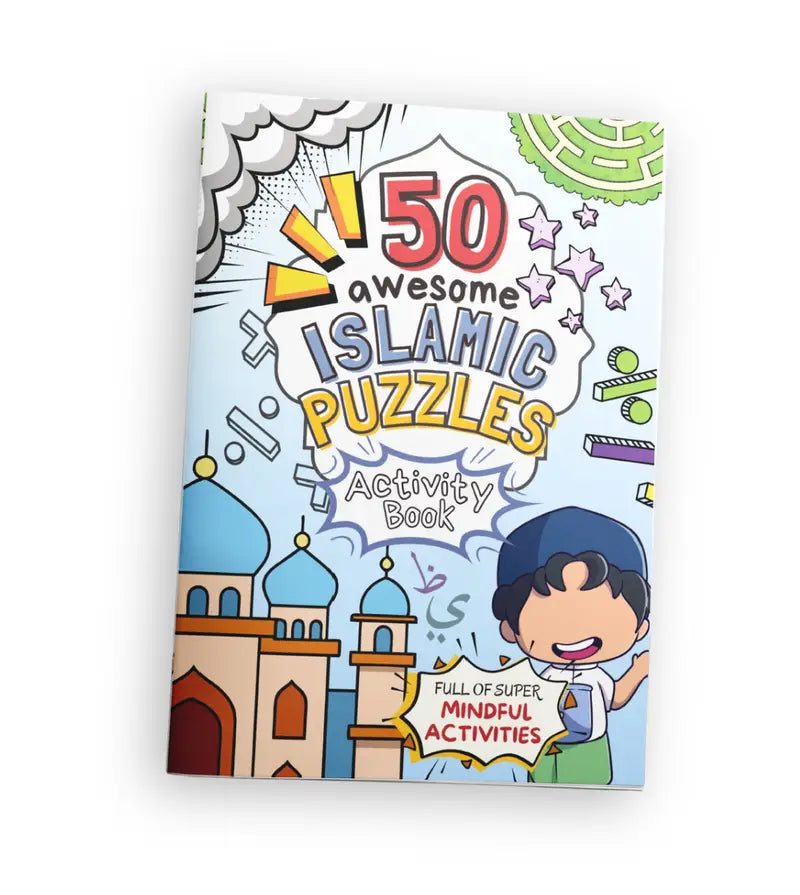 50
awesome
ISLAMIC
PUZZLES
Activity
Book
ظ
ي
FULL OF SUPER
MINDFUL
ACTIVITIES